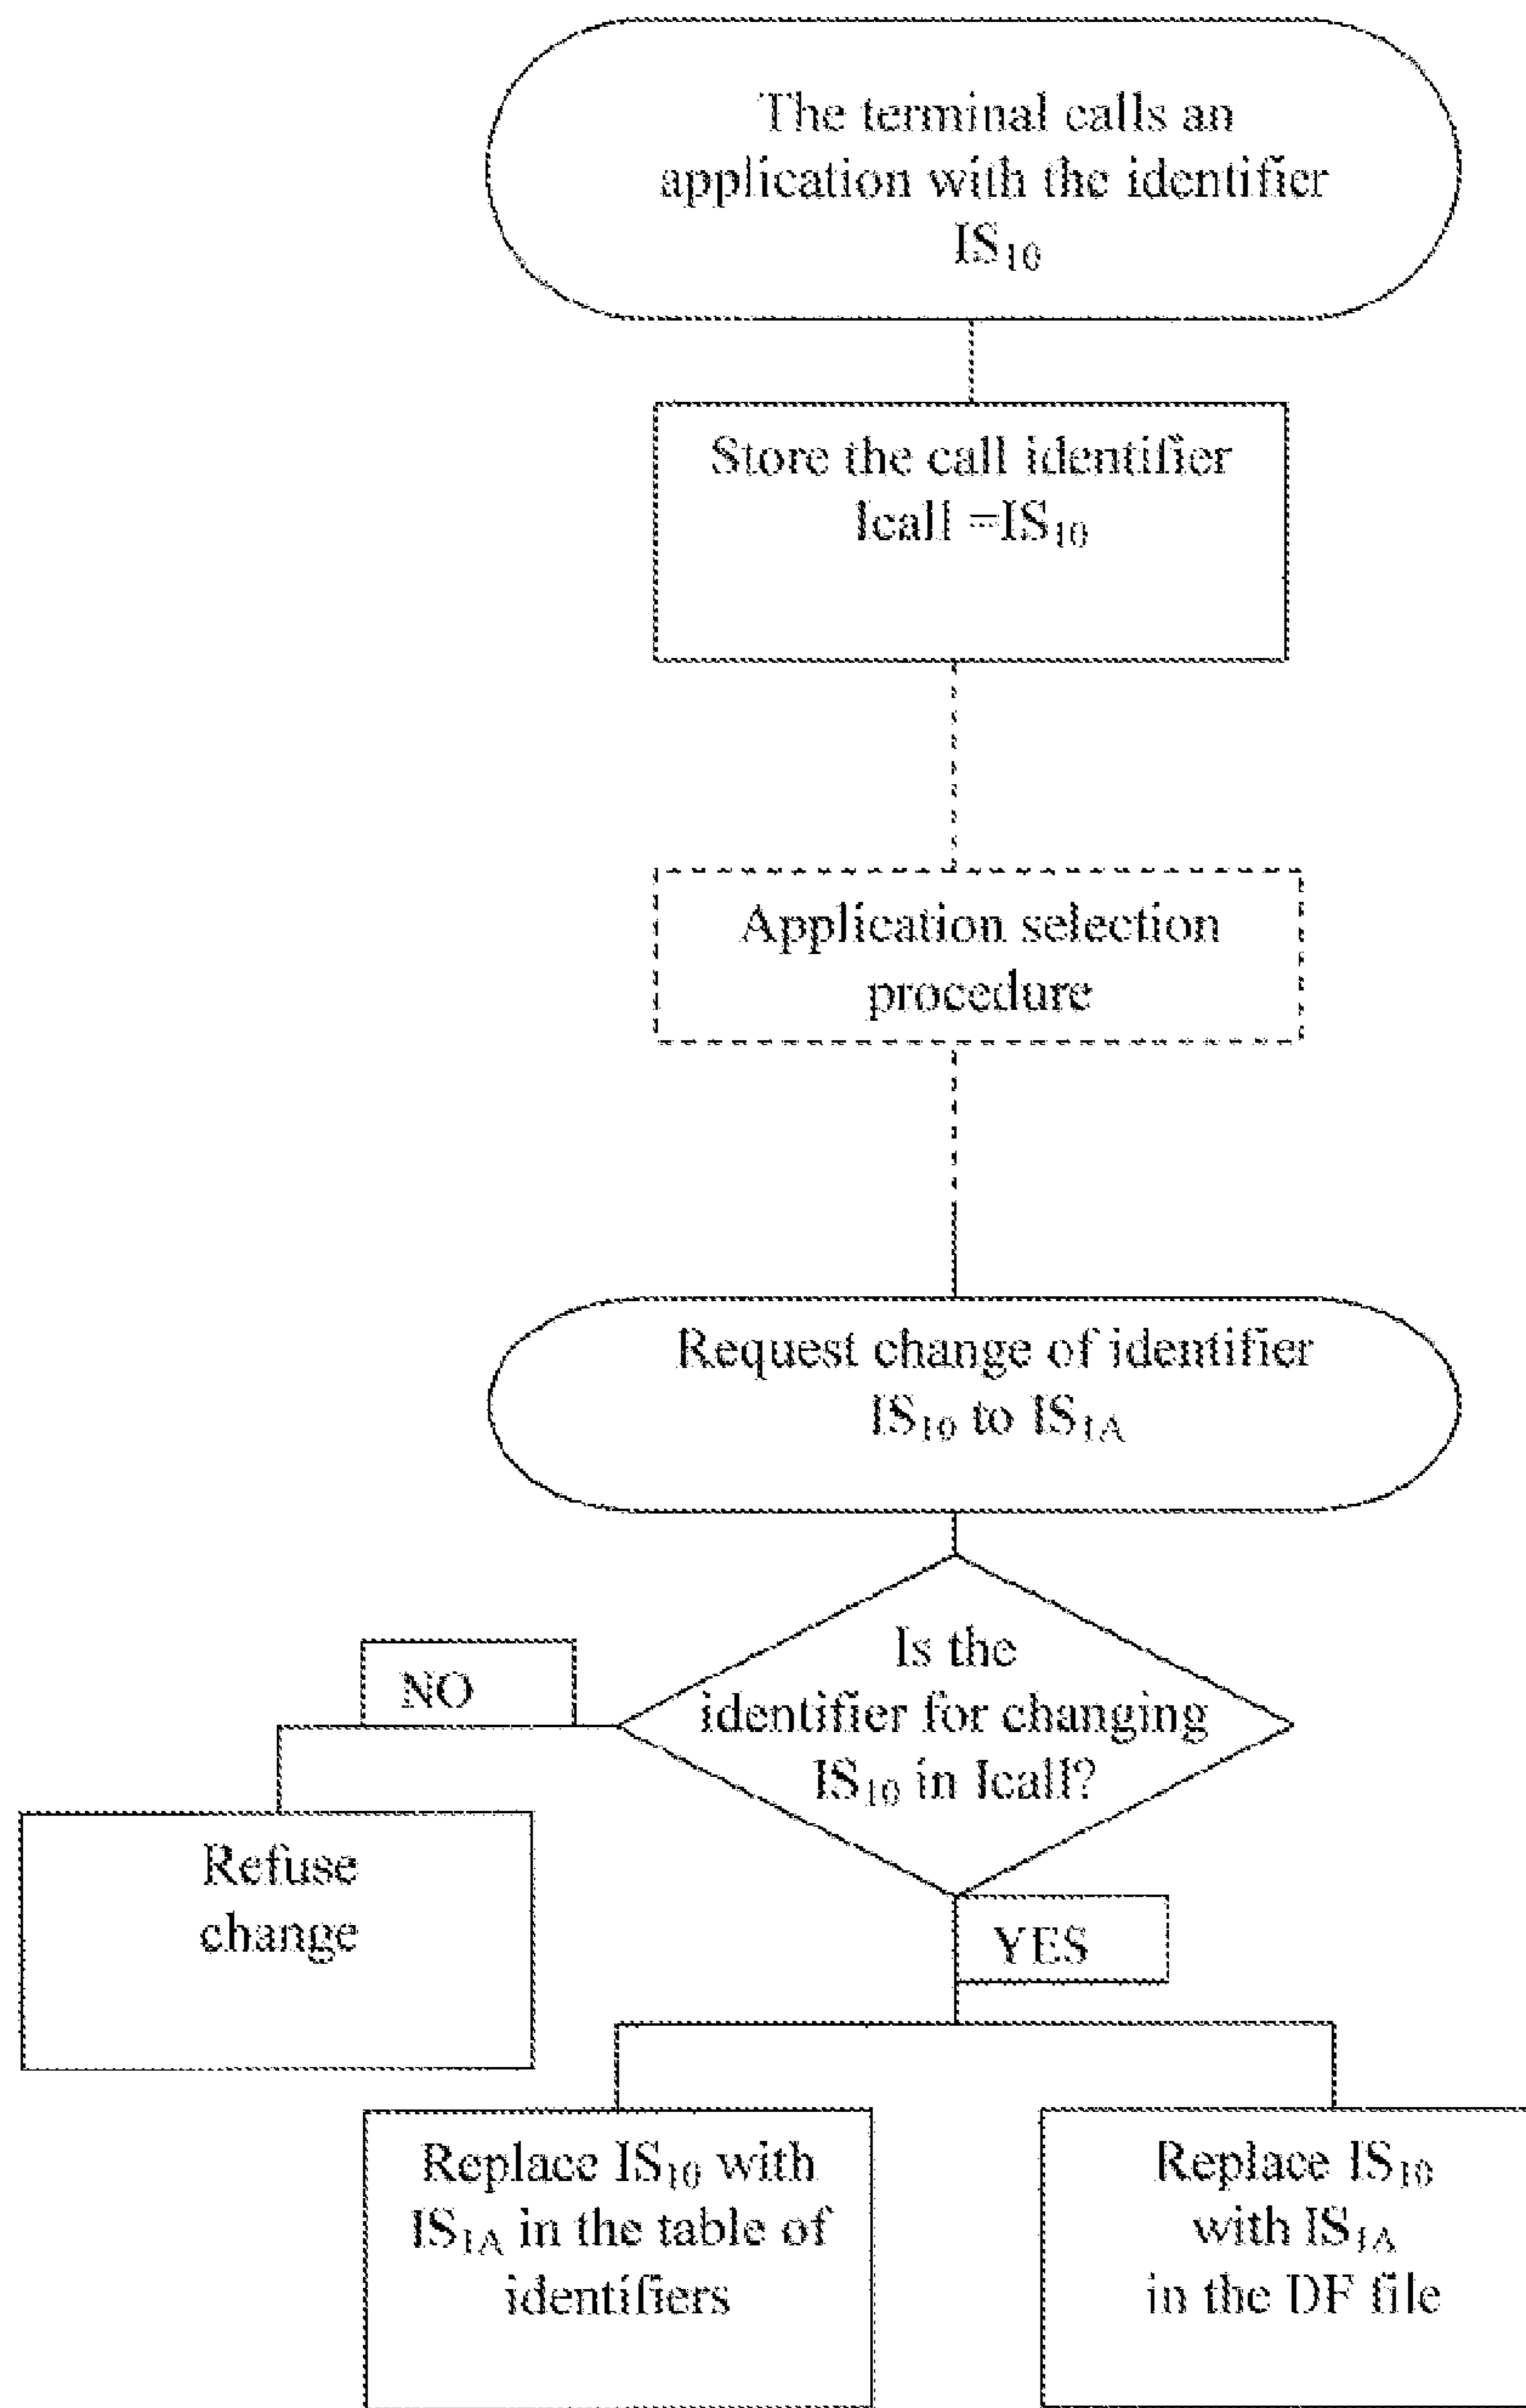 The terminal calls an
application with the identifier
IS₁₀
Store the call identifier
Icall =IS₁₀
Application selection
procedure
Request change of identifier
IS₁₀ to IS₁A
Is the
identifier for changing
IS₁₀ in Icall?
NO
Refuse
change
YES
Replace IS₁₀ with
IS₁A in the table of
identifiers
Replace IS₁₀
with IS₁A
in the DF file